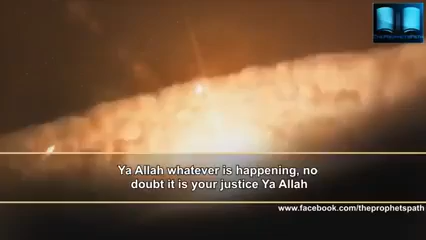 Ya Allah whatever is happening, no
doubt it is your justice Ya Allah
www.facebook.com/theprophetspath